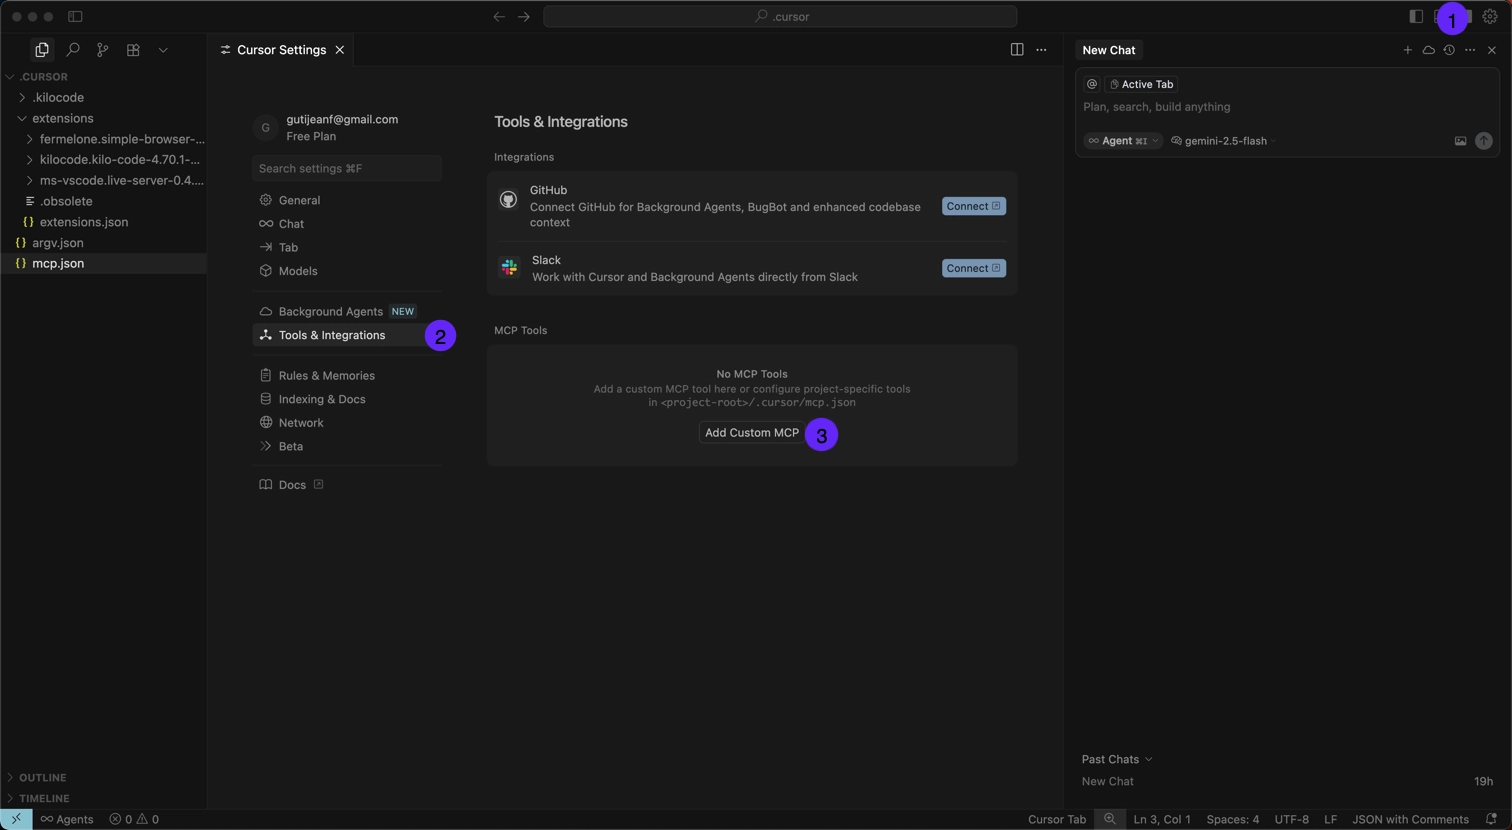 .cursor
1
.CURSOR
.kilocode
extensions
fermelone.simple-browser-...
kilocode.kilo-code-4.70.1-...
ms-vscode.live-server-0.4....
.obsolete
{} extensions.json
{} argv.json
{} mcp.json
OUTLINE
TIMELINE
Cursor Settings
G
gutijeanf@gmail.com
Free Plan
Search settings ⌘F
General
Chat
Tab
Models
Background Agents NEW
Tools & Integrations
2
Rules & Memories
Indexing & Docs
Network
Beta
Docs
Tools & Integrations
Integrations
GitHub
Connect GitHub for Background Agents, BugBot and enhanced codebase
context
Connect
Slack
Work with Cursor and Background Agents directly from Slack
Connect
MCP Tools
No MCP Tools
Add a custom MCP tool here or configure project-specific tools
in <project-root>/.cursor/mcp.json
Add Custom MCP
3
New Chat
@ Active Tab
Plan, search, build anything
∞ Agent ⌘I gemini-2.5-flash
Past Chats
New Chat 19h
Agents 0 0
Cursor Tab Ln 3, Col 1 Spaces: 4 UTF-8 LF JSON with Comments